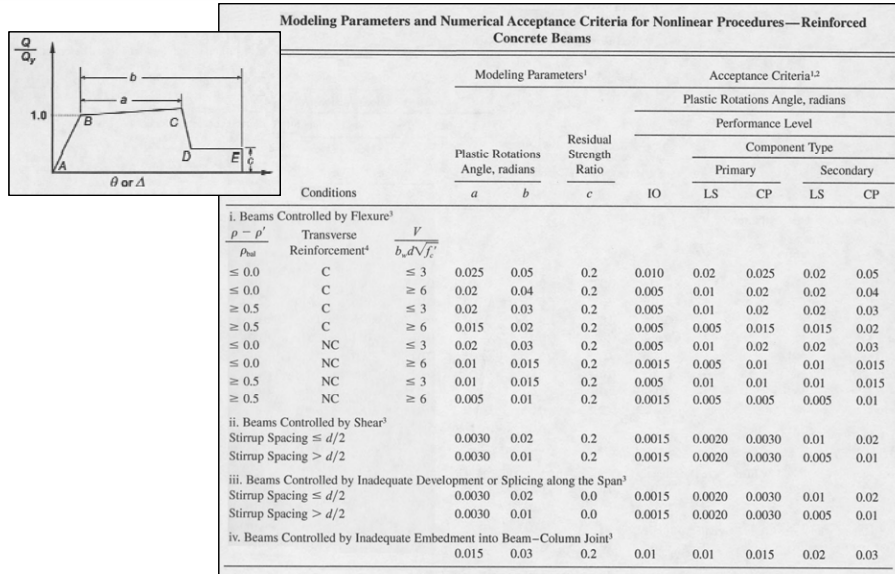 Q
Qy
1.0
b
a
A
B
C
D
E
c
θ or Δ
Modeling Parameters and Numerical Acceptance Criteria for Nonlinear Procedures—Reinforced
Concrete Beams
Modeling Parameters¹ Acceptance Criteria¹,²
Plastic Rotations Angle, radians
Performance Level
Component Type
Plastic Rotations Angle, radians
Residual Strength Ratio
Primary Secondary
Conditions a b c IO LS CP LS CP
i. Beams Controlled by Flexure³
ρ − ρ′ / ρbal Transverse Reinforcement⁴ V / bwd√f′c
≤ 0.0 C ≤ 3 0.025 0.05 0.2 0.010 0.02 0.025 0.02 0.05
≤ 0.0 C ≥ 6 0.02 0.04 0.2 0.005 0.01 0.02 0.02 0.04
≥ 0.5 C ≤ 3 0.02 0.03 0.2 0.005 0.01 0.02 0.02 0.03
≥ 0.5 C ≥ 6 0.015 0.02 0.2 0.005 0.005 0.015 0.015 0.02
≤ 0.0 NC ≤ 3 0.02 0.03 0.2 0.005 0.01 0.02 0.02 0.03
≤ 0.0 NC ≥ 6 0.01 0.015 0.2 0.0015 0.005 0.01 0.01 0.015
≥ 0.5 NC ≤ 3 0.01 0.015 0.2 0.005 0.01 0.01 0.01 0.015
≥ 0.5 NC ≥ 6 0.005 0.01 0.2 0.0015 0.005 0.005 0.005 0.01
ii. Beams Controlled by Shear³
Stirrup Spacing ≤ d/2 0.0030 0.02 0.2 0.0015 0.0020 0.0030 0.01 0.02
Stirrup Spacing > d/2 0.0030 0.01 0.2 0.0015 0.0020 0.0030 0.005 0.01
iii. Beams Controlled by Inadequate Development or Splicing along the Span³
Stirrup Spacing ≤ d/2 0.0030 0.02 0.0 0.0015 0.0020 0.0030 0.01 0.02
Stirrup Spacing > d/2 0.0030 0.01 0.0 0.0015 0.0020 0.0030 0.005 0.01
iv. Beams Controlled by Inadequate Embedment into Beam–Column Joint³
0.015 0.03 0.2 0.01 0.01 0.015 0.02 0.03